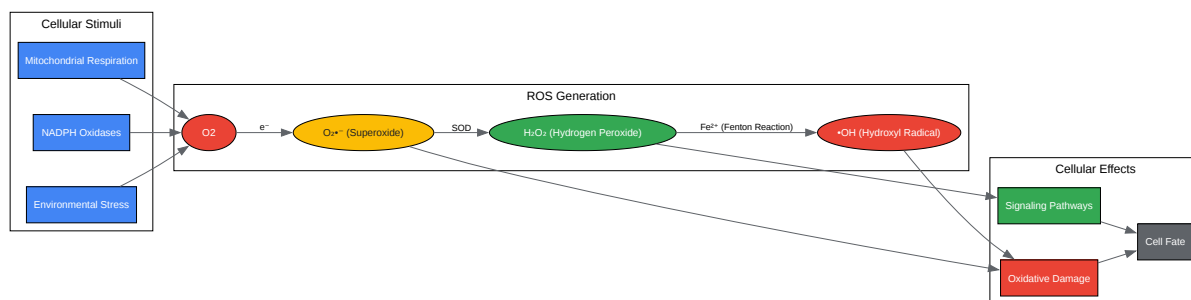 Cellular Stimuli
Mitochondrial Respiration
NADPH Oxidases
Environmental Stress
ROS Generation
O2
e⁻
O₂•⁻ (Superoxide)
SOD
H₂O₂ (Hydrogen Peroxide)
Fe²⁺ (Fenton Reaction)
•OH (Hydroxyl Radical)
Cellular Effects
Signaling Pathways
Cell Fate
Oxidative Damage